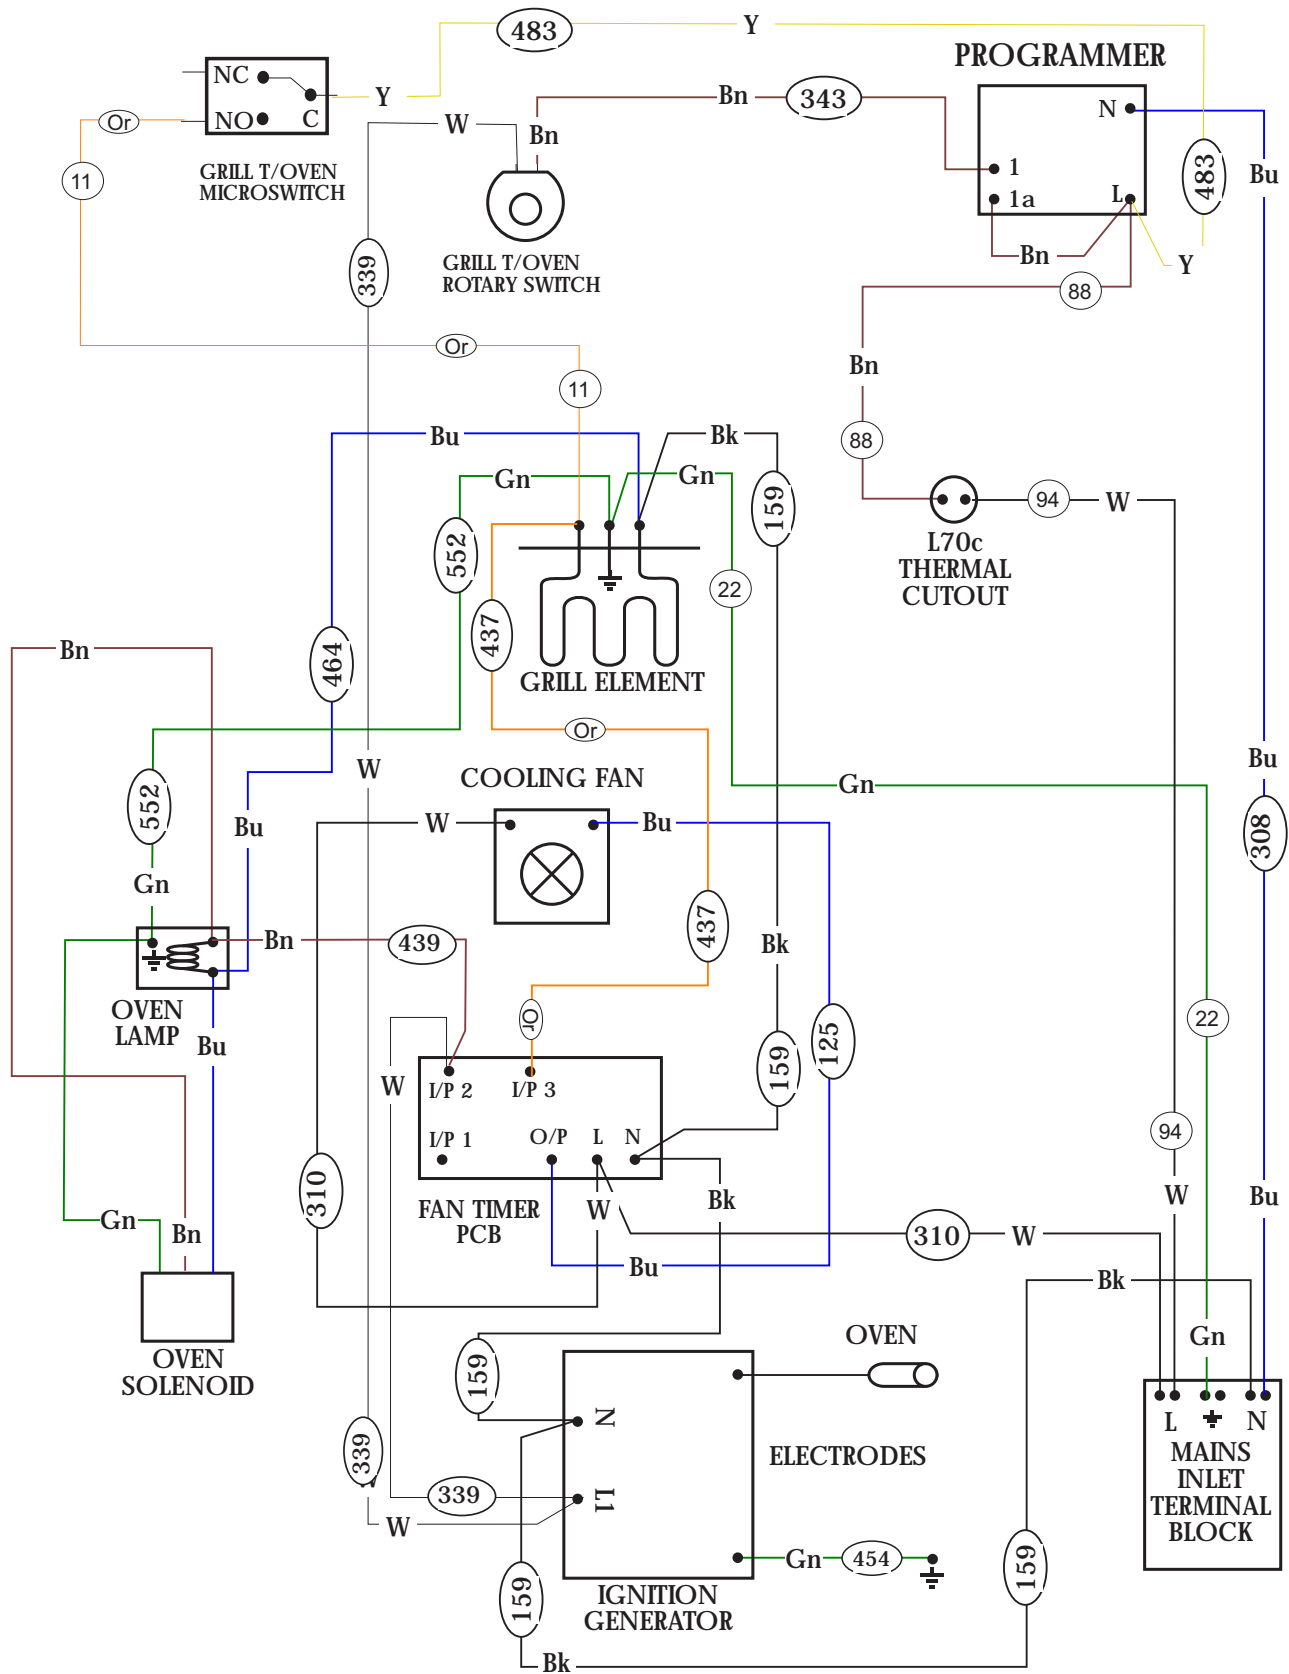 483
Y
PROGRAMMER
NC
NO
C
Y
Or
W
Bn
Bn
343
N
1
1a
L
Bn
483
Bu
11
GRILL T/OVEN
MICROSWITCH
339
GRILL T/OVEN
ROTARY SWITCH
Y
88
Or
11
Bn
Bu
Bk
88
Gn
Gn
159
94
W
552
L70c
THERMAL
CUTOUT
22
437
464
Bn
GRILL ELEMENT
Or
W
COOLING FAN
Gn
Bu
552
Bu
W
Bu
308
Gn
437
Bn
439
Bk
OVEN
LAMP
Or
22
125
Bu
W
159
I/P 2
I/P 3
I/P 1
O/P
L
N
94
310
FAN TIMER
PCB
W
Bk
W
Bu
Gn
Bn
310
W
Bu
Bk
OVEN
SOLENOID
OVEN
Gn
159
N
L
N
339
ELECTRODES
MAINS
INLET
TERMINAL
BLOCK
339
L1
W
W
Gn
454
159
159
IGNITION
GENERATOR
Bk